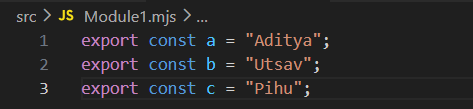 src > JS Module1.mjs > ...
1 export const a = "Aditya";
2 export const b = "Utsav";
3 export const c = "Pihu";